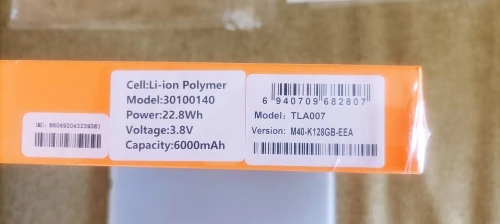 Cell:Li-ion Polymer
Model:30100140
Power:22.8Wh
Voltage:3.8V
Capacity:6000mAh
6 940709 682807
Model: TLA007
Version: M40-K128GB-EEA